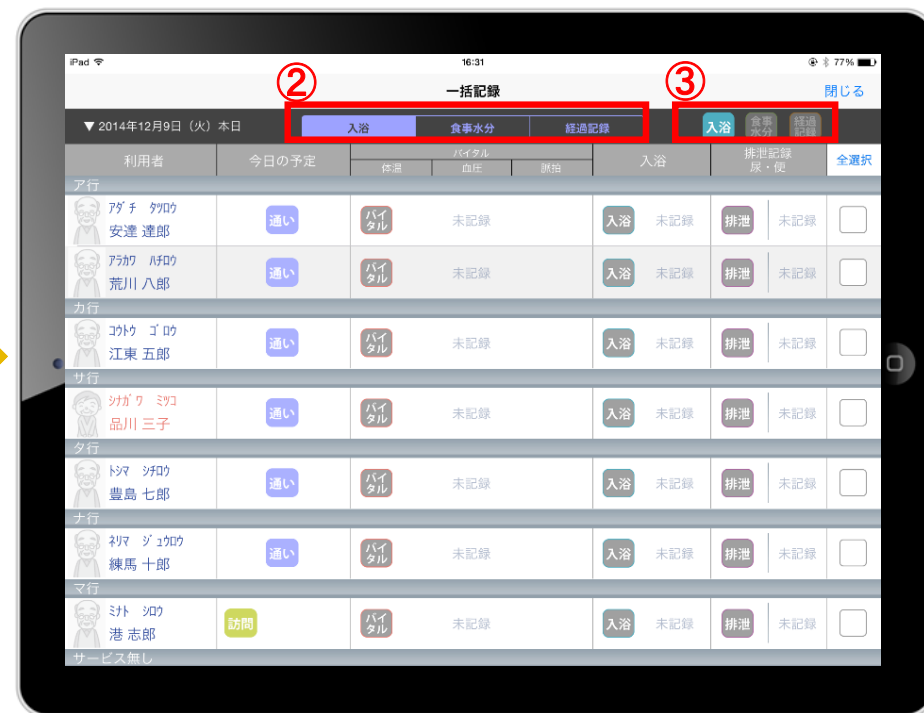 iPad 16:31 77%
② ③
一括記録 閉じる
▼ 2014年12月9日（火）本日 入浴 食事水分 経過記録 入浴 食事水分 経過記録
利用者 今日の予定 バイタル 入浴 排泄記録 全選択
体温 血圧 脈拍 尿・便
ア行
ｱﾀﾞﾁ ﾀﾂﾛｳ
安達 達郎 通い バイタル 未記録 入浴 未記録 排泄 未記録
ｱﾗｶﾜ ﾊﾁﾛｳ
荒川 八郎 通い バイタル 未記録 入浴 未記録 排泄 未記録
カ行
ｺｳﾄｳ ｺﾞﾛｳ
江東 五郎 通い バイタル 未記録 入浴 未記録 排泄 未記録
サ行
ｼﾅｶﾞﾜ ﾐﾂｺ
品川 三子 通い バイタル 未記録 入浴 未記録 排泄 未記録
タ行
ﾄｼﾏ ｼﾁﾛｳ
豊島 七郎 通い バイタル 未記録 入浴 未記録 排泄 未記録
ナ行
ﾈﾘﾏ ｼﾞｭｳﾛｳ
練馬 十郎 通い バイタル 未記録 入浴 未記録 排泄 未記録
マ行
ﾐﾅﾄ ｼﾛｳ
港 志郎 訪問 バイタル 未記録 入浴 未記録 排泄 未記録
サービス無し